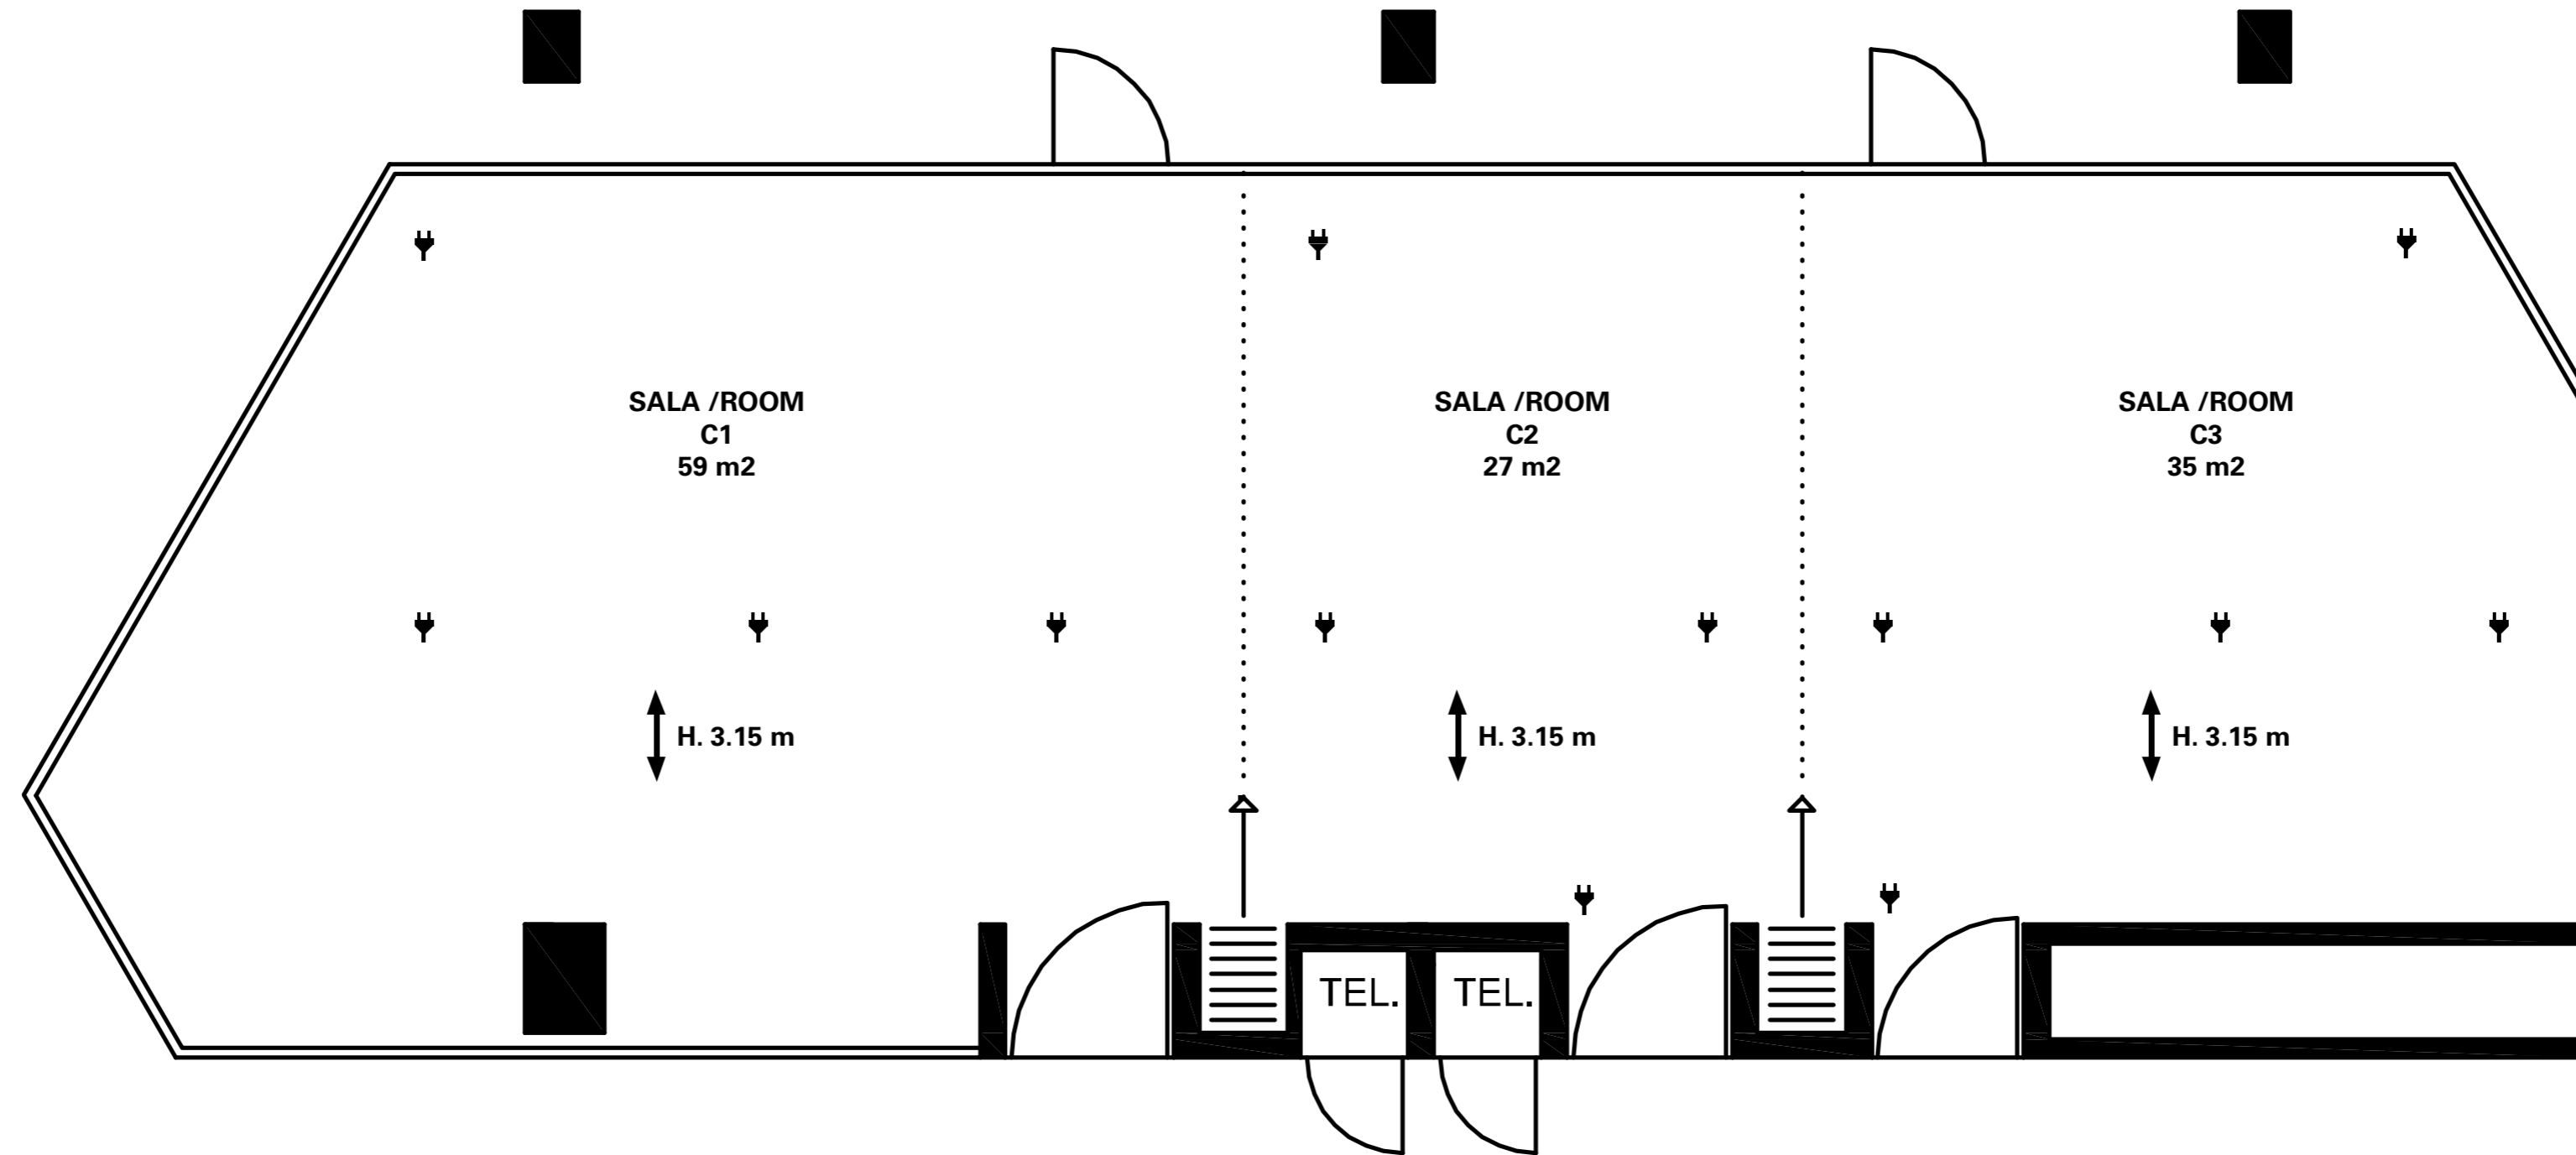 SALA /ROOM
C1
59 m2
SALA /ROOM
C2
27 m2
SALA /ROOM
C3
35 m2
H. 3.15 m
H. 3.15 m
H. 3.15 m
TEL.
TEL.